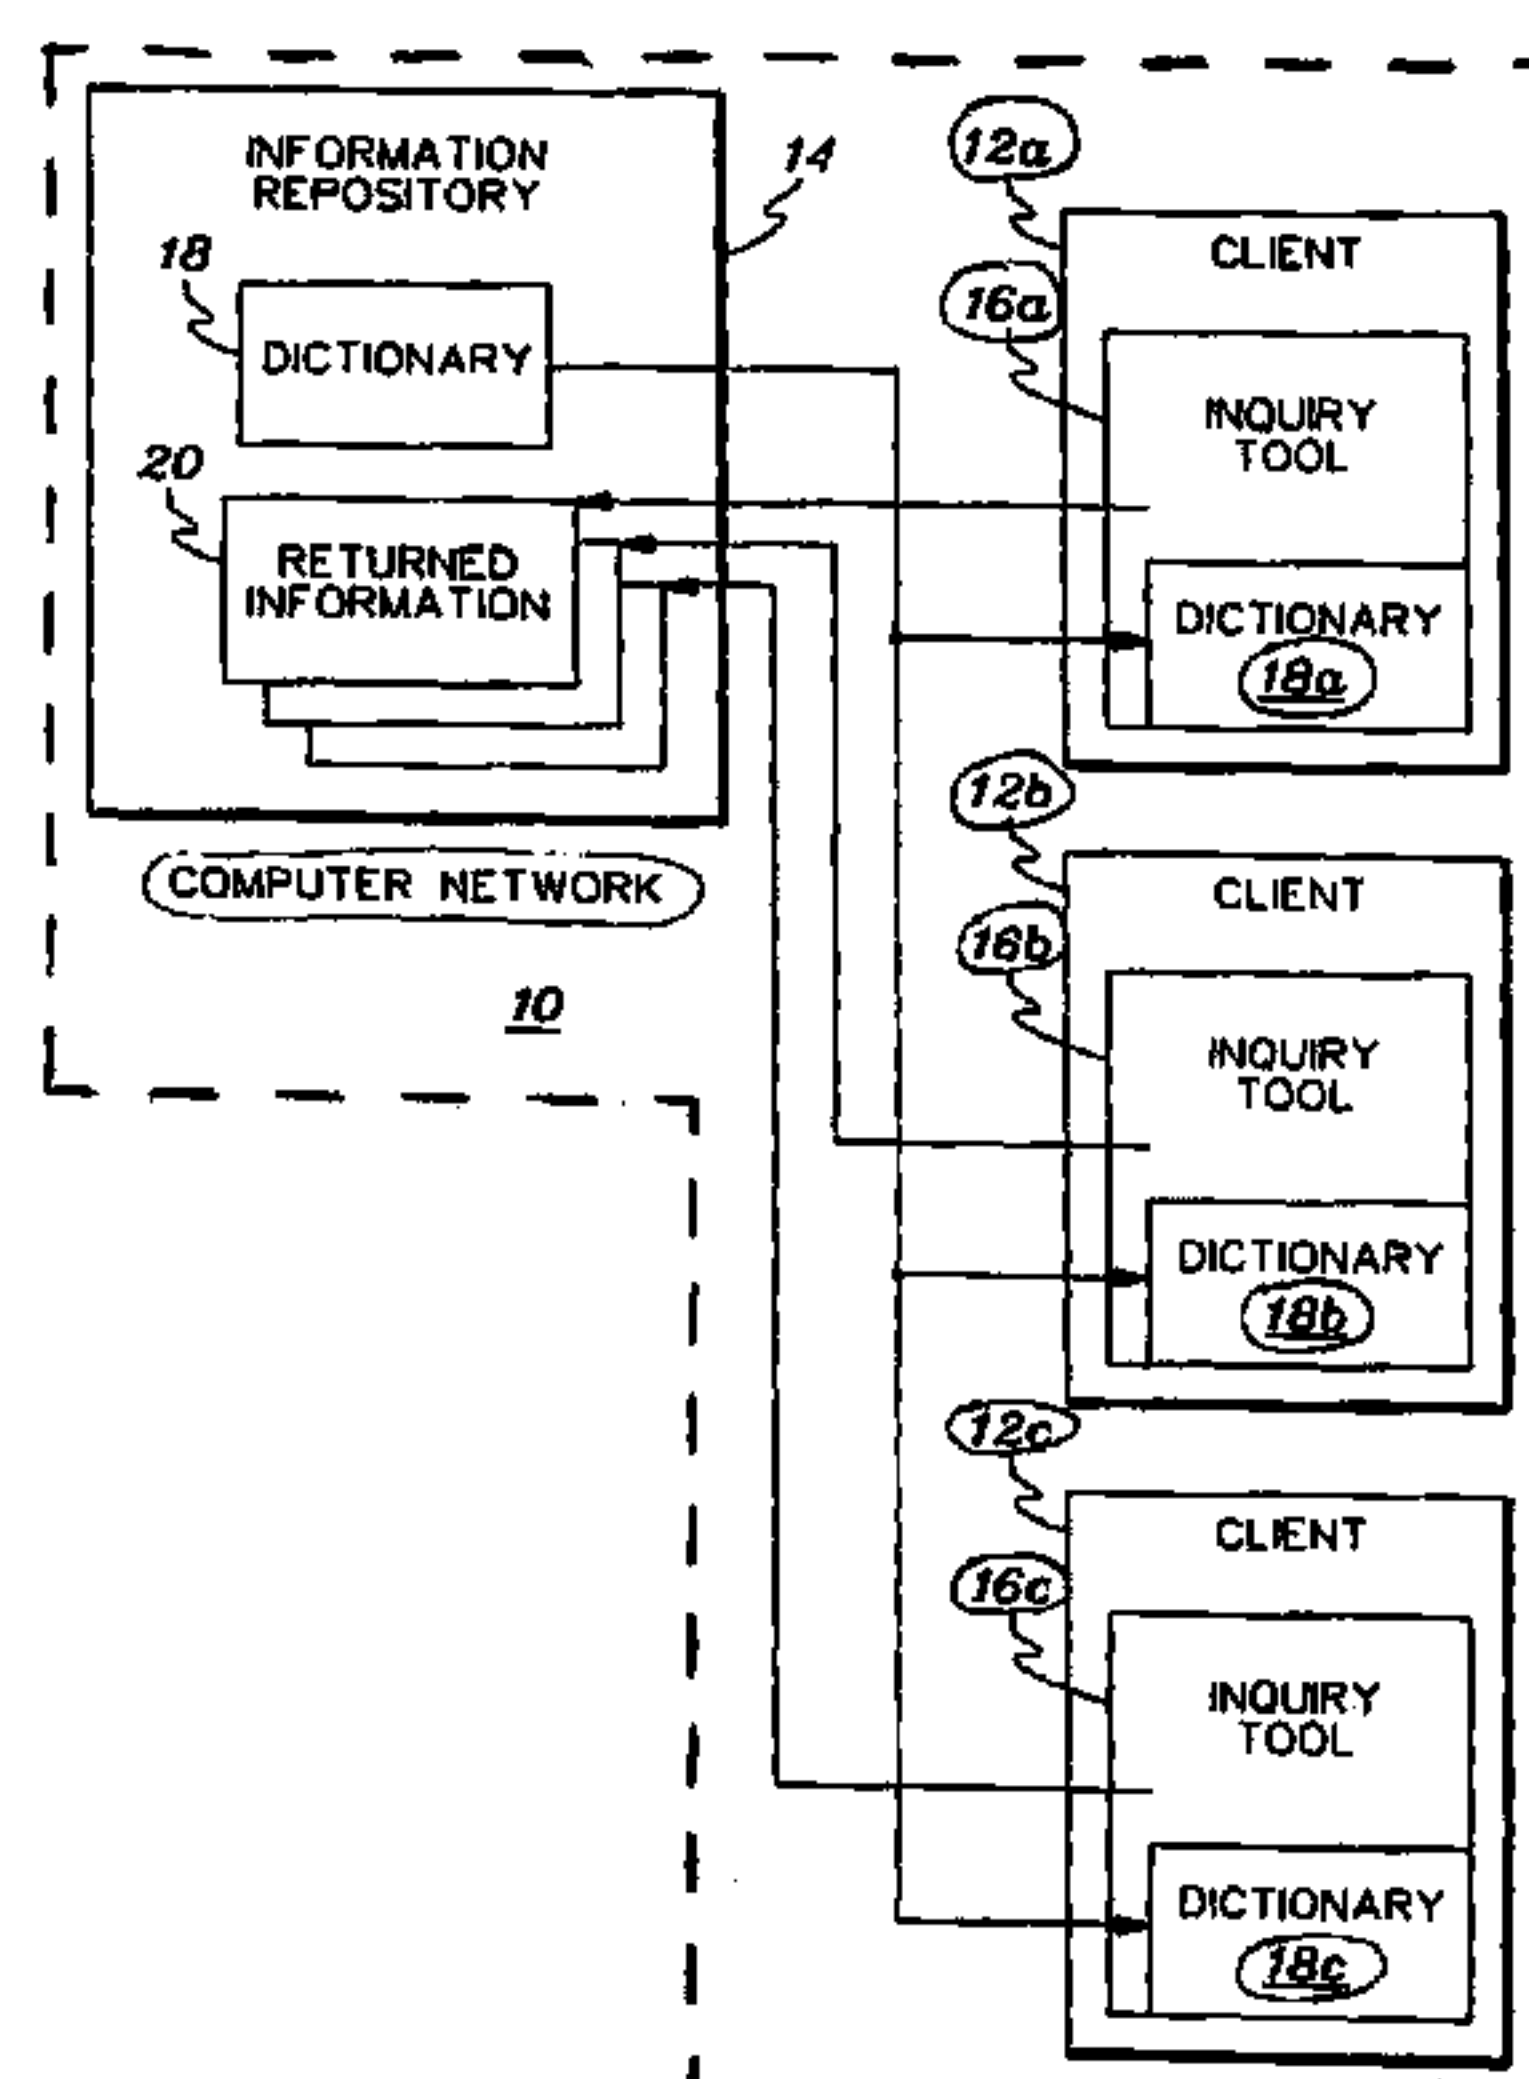 INFORMATION
REPOSITORY
14
18
DICTIONARY
20
RETURNED
INFORMATION
COMPUTER NETWORK
10
12a
CLIENT
16a
INQUIRY
TOOL
DICTIONARY
18a
12b
CLIENT
16b
INQUIRY
TOOL
DICTIONARY
18b
12c
CLIENT
16c
INQUIRY
TOOL
DICTIONARY
18c